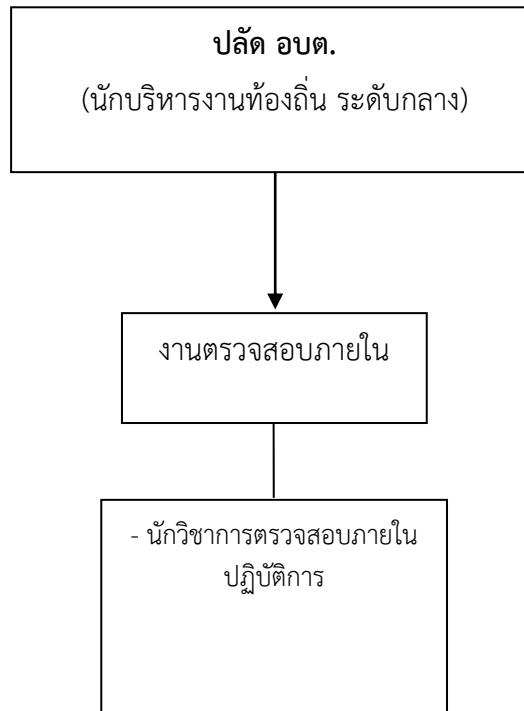 ปลัด อบต.
(นักบริหารงานท้องถิ่น ระดับกลาง)
งานตรวจสอบภายใน
- นักวิชาการตรวจสอบภายใน
ปฏิบัติการ